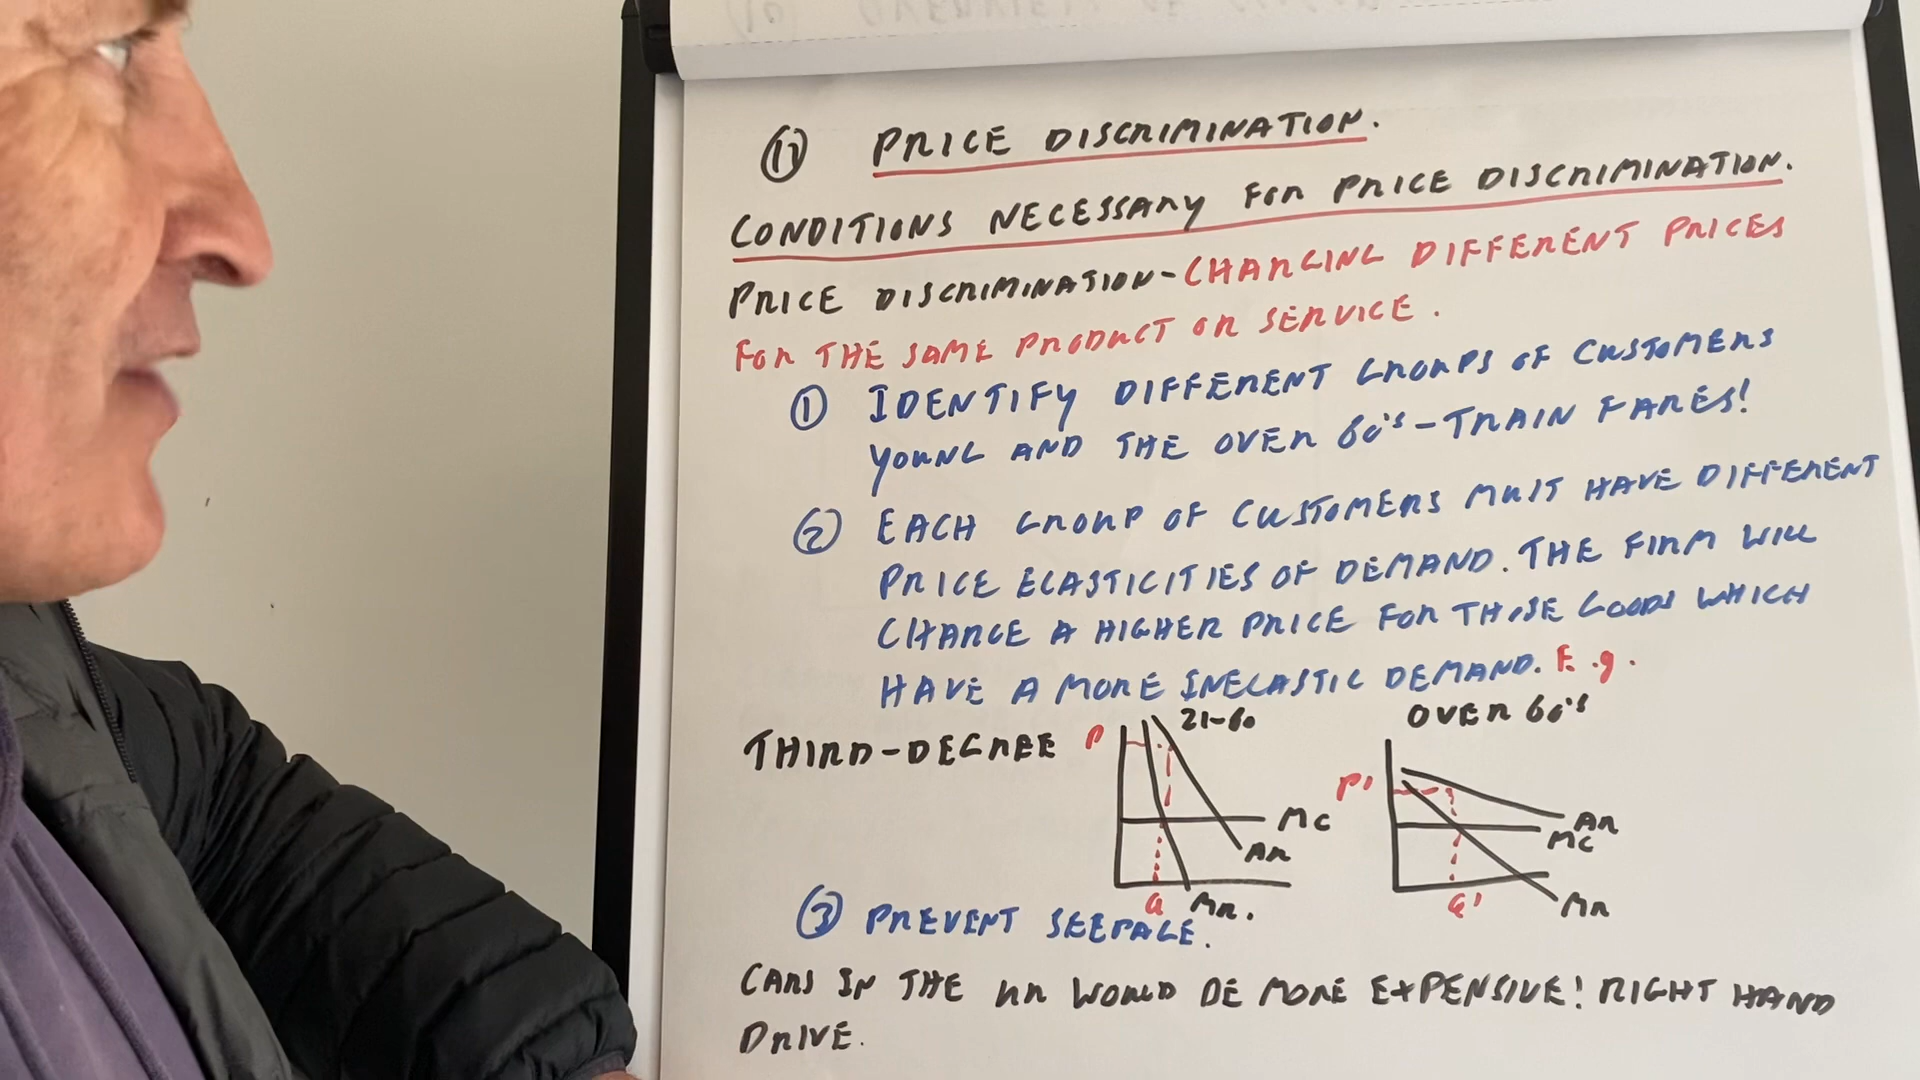 11 PRICE DISCRIMINATION.
CONDITIONS NECESSARY FOR PRICE DISCRIMINATION.
PRICE DISCRIMINATION - CHARGING DIFFERENT PRICES
FOR THE SAME PRODUCT OR SERVICE.
1 IDENTIFY DIFFERENT GROUPS OF CUSTOMERS
YOUNG AND THE OVER 60's - TRAIN FARES!
2 EACH GROUP OF CUSTOMERS MUST HAVE DIFFERENT
PRICE ELASTICITIES OF DEMAND. THE FIRM WILL
CHARGE A HIGHER PRICE FOR THOSE GOODS WHICH
HAVE A MORE INELASTIC DEMAND. E.g.
THIRD-DEGREE
P 21-60 MC AR Q MR.
OVER 60's P' AR MC Q' MR
3 PREVENT SEEPAGE.
CARS IN THE UK WOULD BE MORE EXPENSIVE! RIGHT HAND
DRIVE.